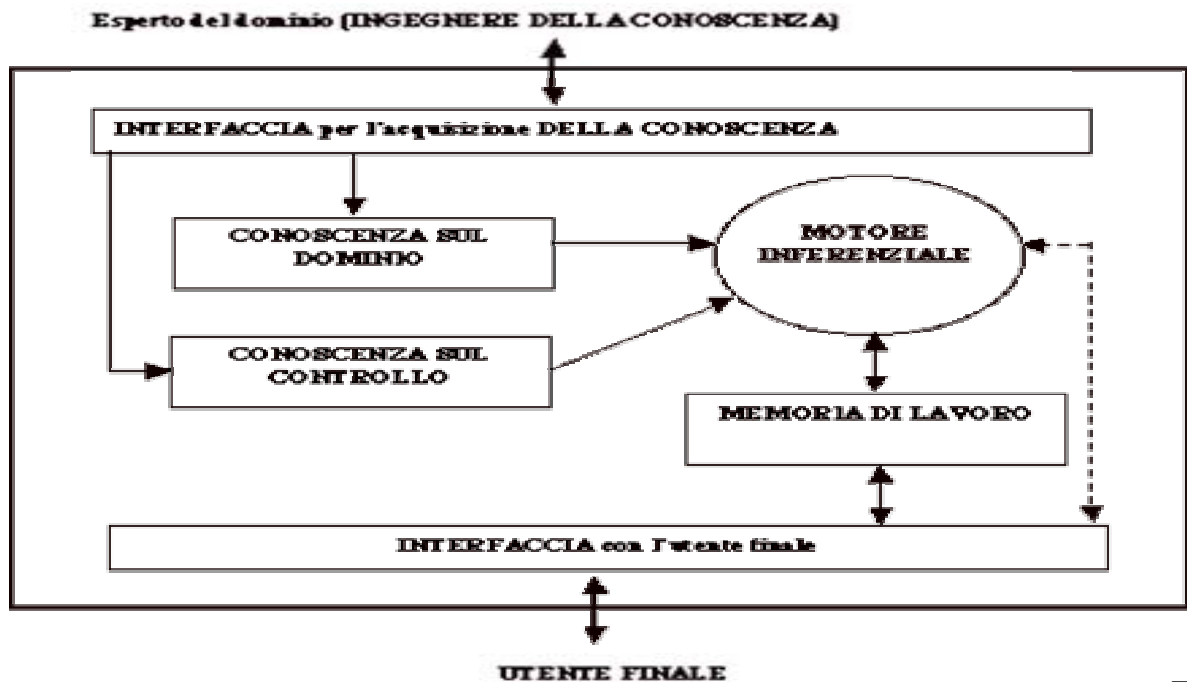 Esperto del dominio (INGEGNERE DELLA CONOSCENZA)
INTERFACCIA per l'acquisizione DELLA CONOSCENZA
CONOSCENZA SUL
DOMINIO
MOTORE
INFERENZIALE
CONOSCENZA SUL
CONTROLLO
MEMORIA DI LAVORO
INTERFACCIA con l'utente finale
UTENTE FINALE